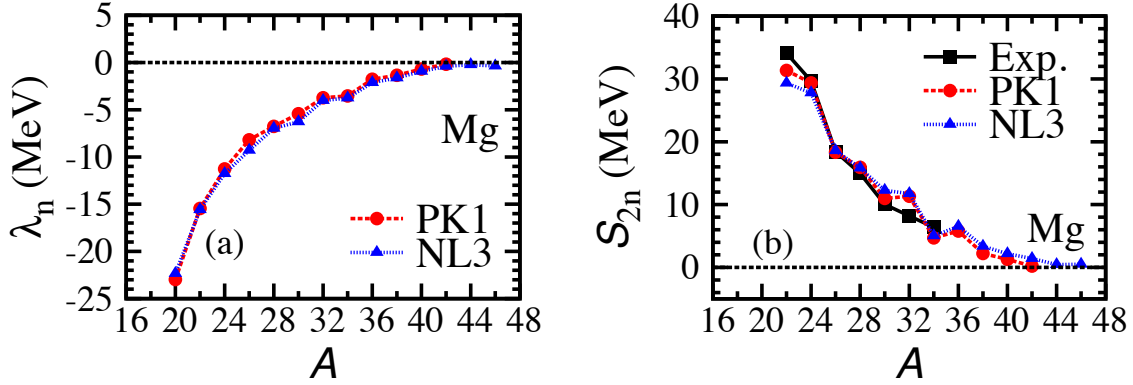 5
0
-5
-10
-15
-20
-25
λn (MeV)
Mg
PK1
NL3
(a)
16 20 24 28 32 36 40 44 48
A
40
30
20
10
0
S2n (MeV)
Exp.
PK1
NL3
Mg
(b)
16 20 24 28 32 36 40 44 48
A